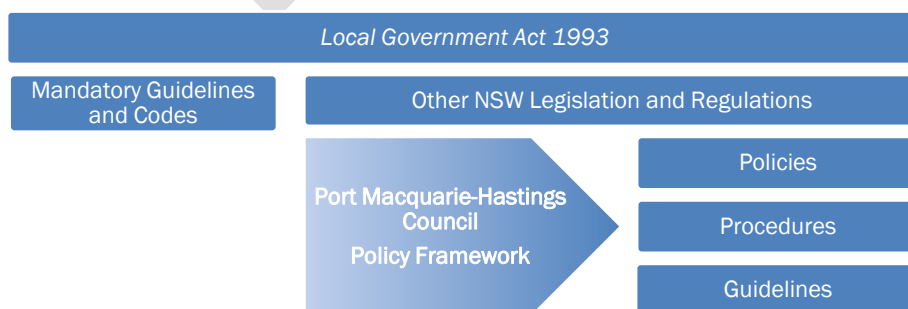 Local Government Act 1993
Mandatory Guidelines
and Codes
Other NSW Legislation and Regulations
Port Macquarie-Hastings
Council
Policy Framework
Policies
Procedures
Guidelines